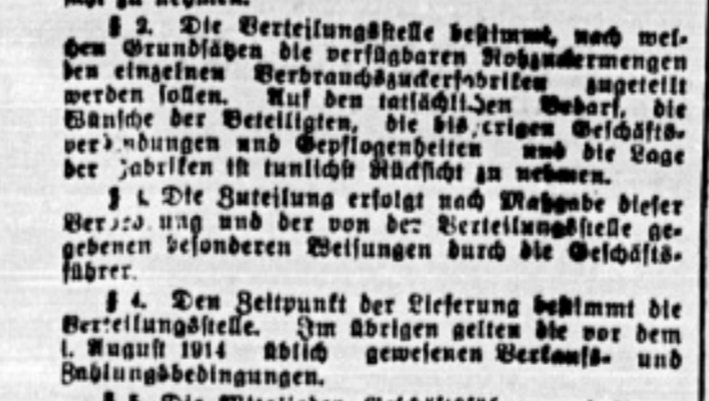 § 2. Die Verteilungsstelle bestimmt, nach wel-
chen Grundsätzen die verfügbaren Rohzuckermengen
den einzelnen Verbrauchszuckerfabriken zugeteilt
werden sollen. Auf den tatsächlichen Bedarf, die
Wünsche der Beteiligten, die bisherigen Geschäfts-
verbindungen und Gepflogenheiten und die Lage
der Fabriken ist tunlichst Rücksicht zu nehmen.
§ Die Zuteilung erfolgt nach Maßgabe dieser
Verordnung und der von der Verteilungsstelle ge-
gebenen besonderen Weisungen durch die Geschäfts-
führer.
§ 4. Den Zeitpunkt der Lieferung bestimmt die
Verteilungsstelle. Im übrigen gelten die vor dem
1. August 1914 üblich gewesenen Verkaufs- und
Zahlungsbedingungen.